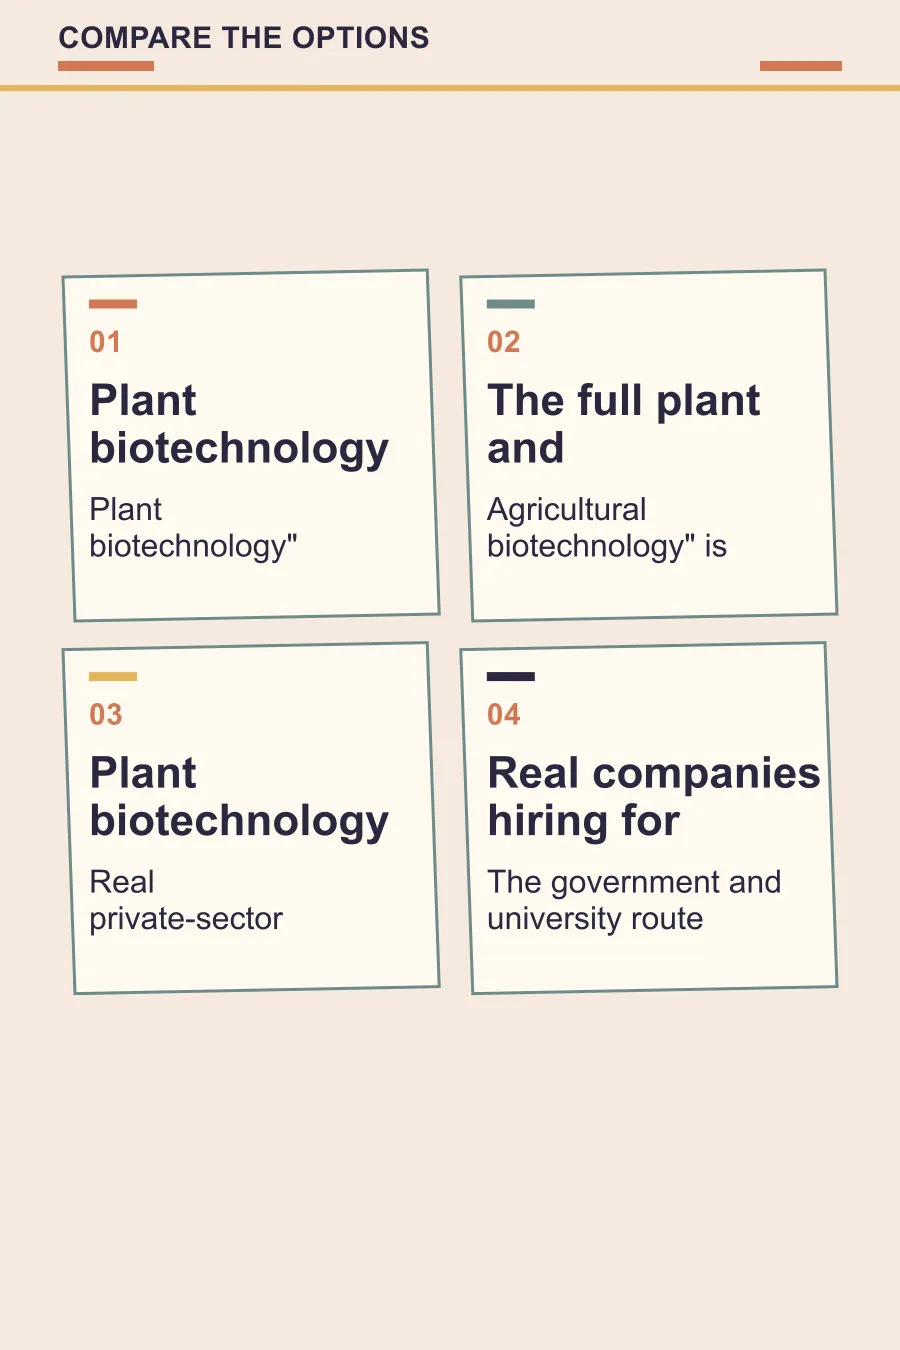 COMPARE THE OPTIONS
01
Plant
biotechnology
Plant
biotechnology"
02
The full plant
and
Agricultural
biotechnology" is
03
Plant
biotechnology
Real
private-sector
04
Real companies
hiring for
The government and
university route